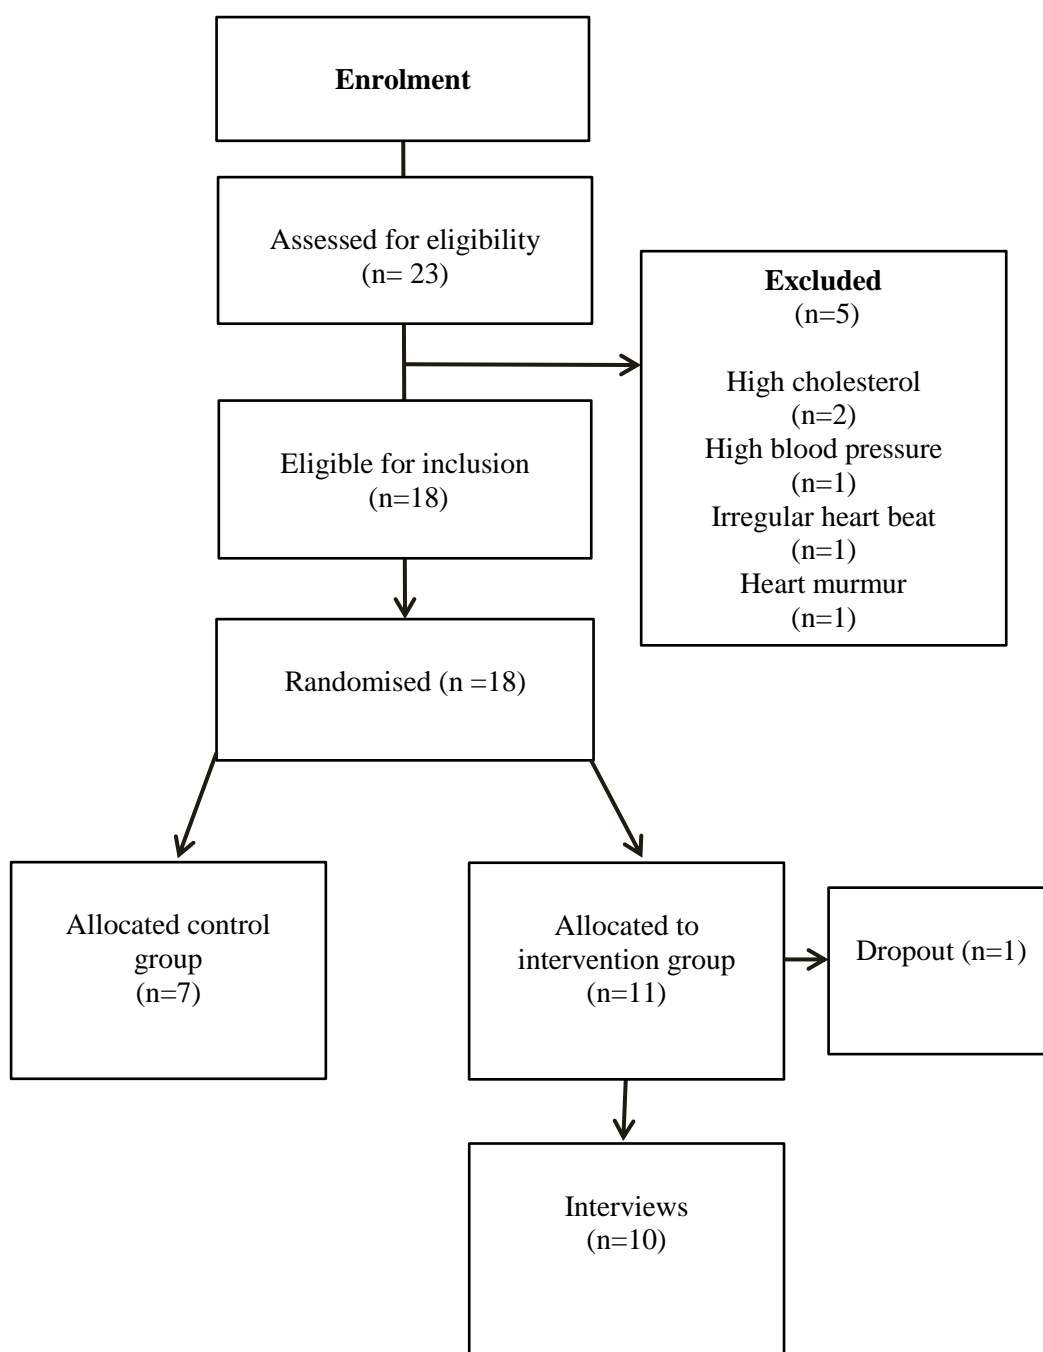 Enrolment
Assessed for eligibility
(n= 23)
Excluded
(n=5)
High cholesterol
(n=2)
High blood pressure
(n=1)
Irregular heart beat
(n=1)
Heart murmur
(n=1)
Eligible for inclusion
(n=18)
Randomised (n =18)
Allocated control
group
(n=7)
Allocated to
intervention group
(n=11)
Dropout (n=1)
Interviews
(n=10)